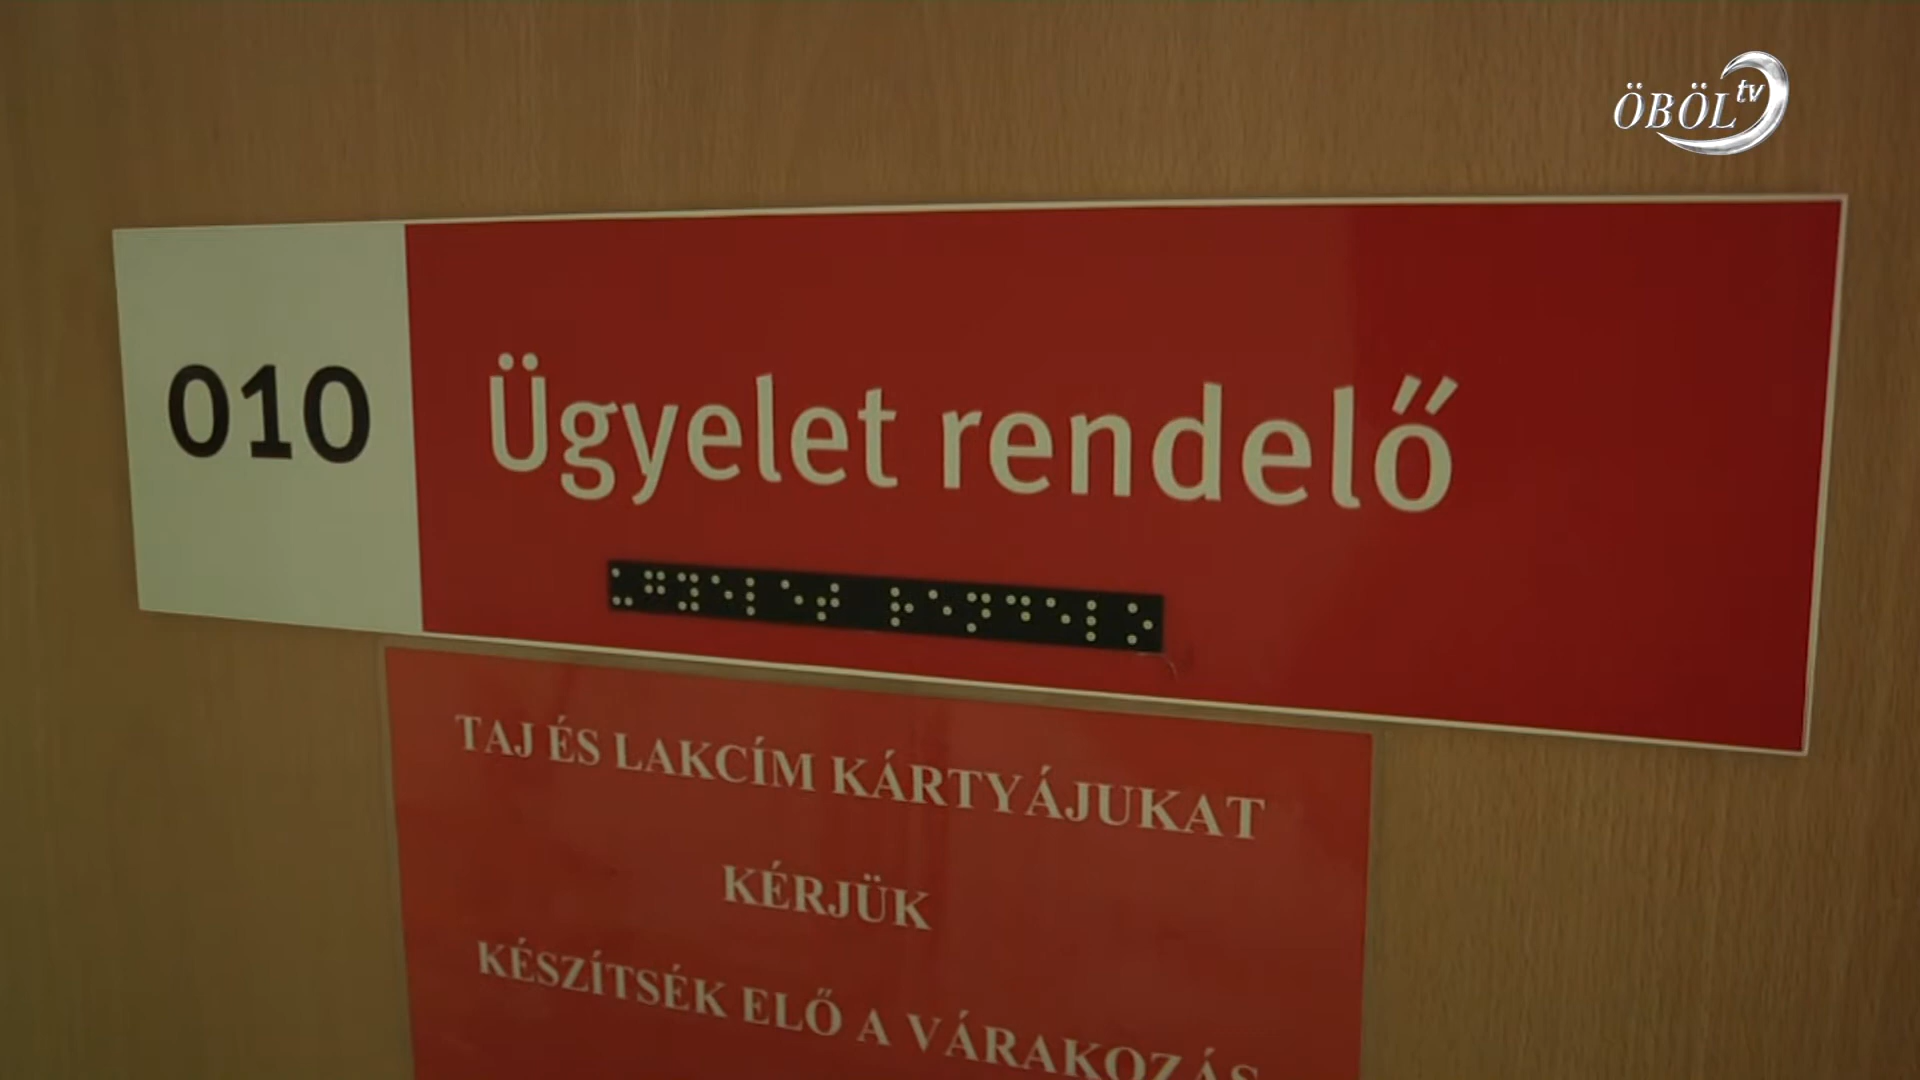 ÖBÖL tv
010 Ügyelet rendelő
TAJ ÉS LAKCÍM KÁRTYÁJUKAT
KÉRJÜK
KÉSZÍTSÉK ELŐ A VÁRAKOZÁS